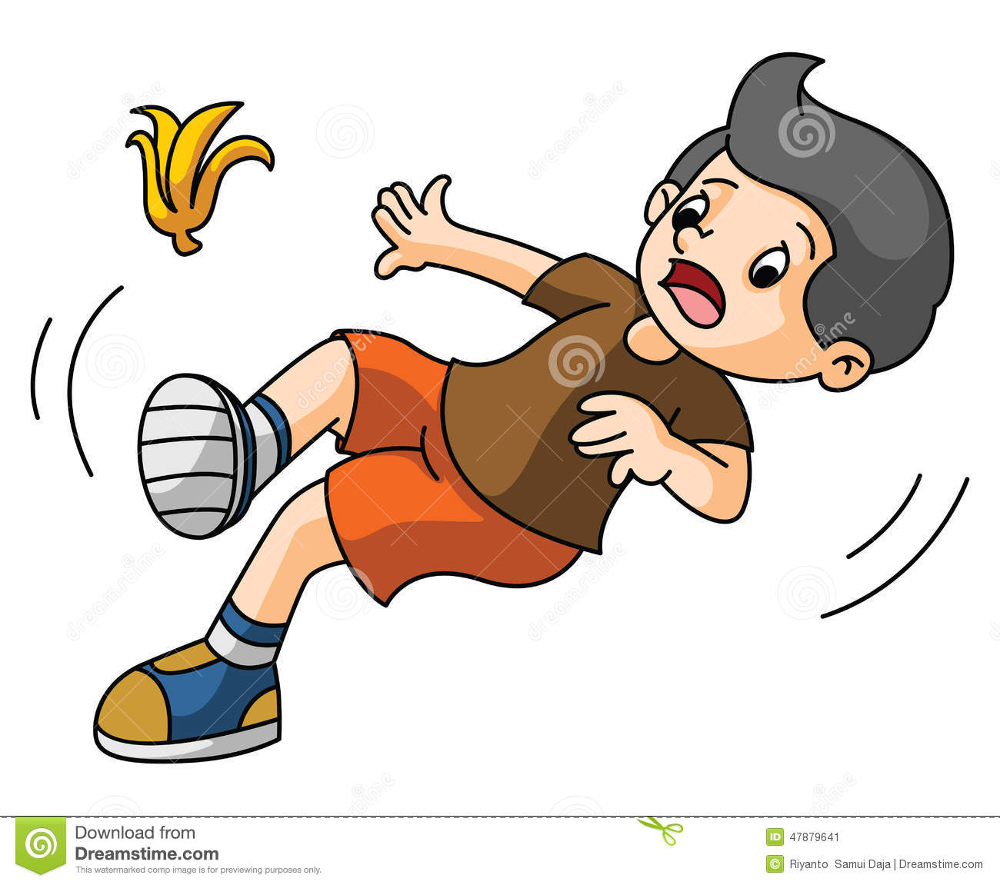 Download from
Dreamstime.com
This watermarked comp image is for previewing purposes only.
ID 47879641
© Riyanto Samui Daja | Dreamstime.com
dreamstime